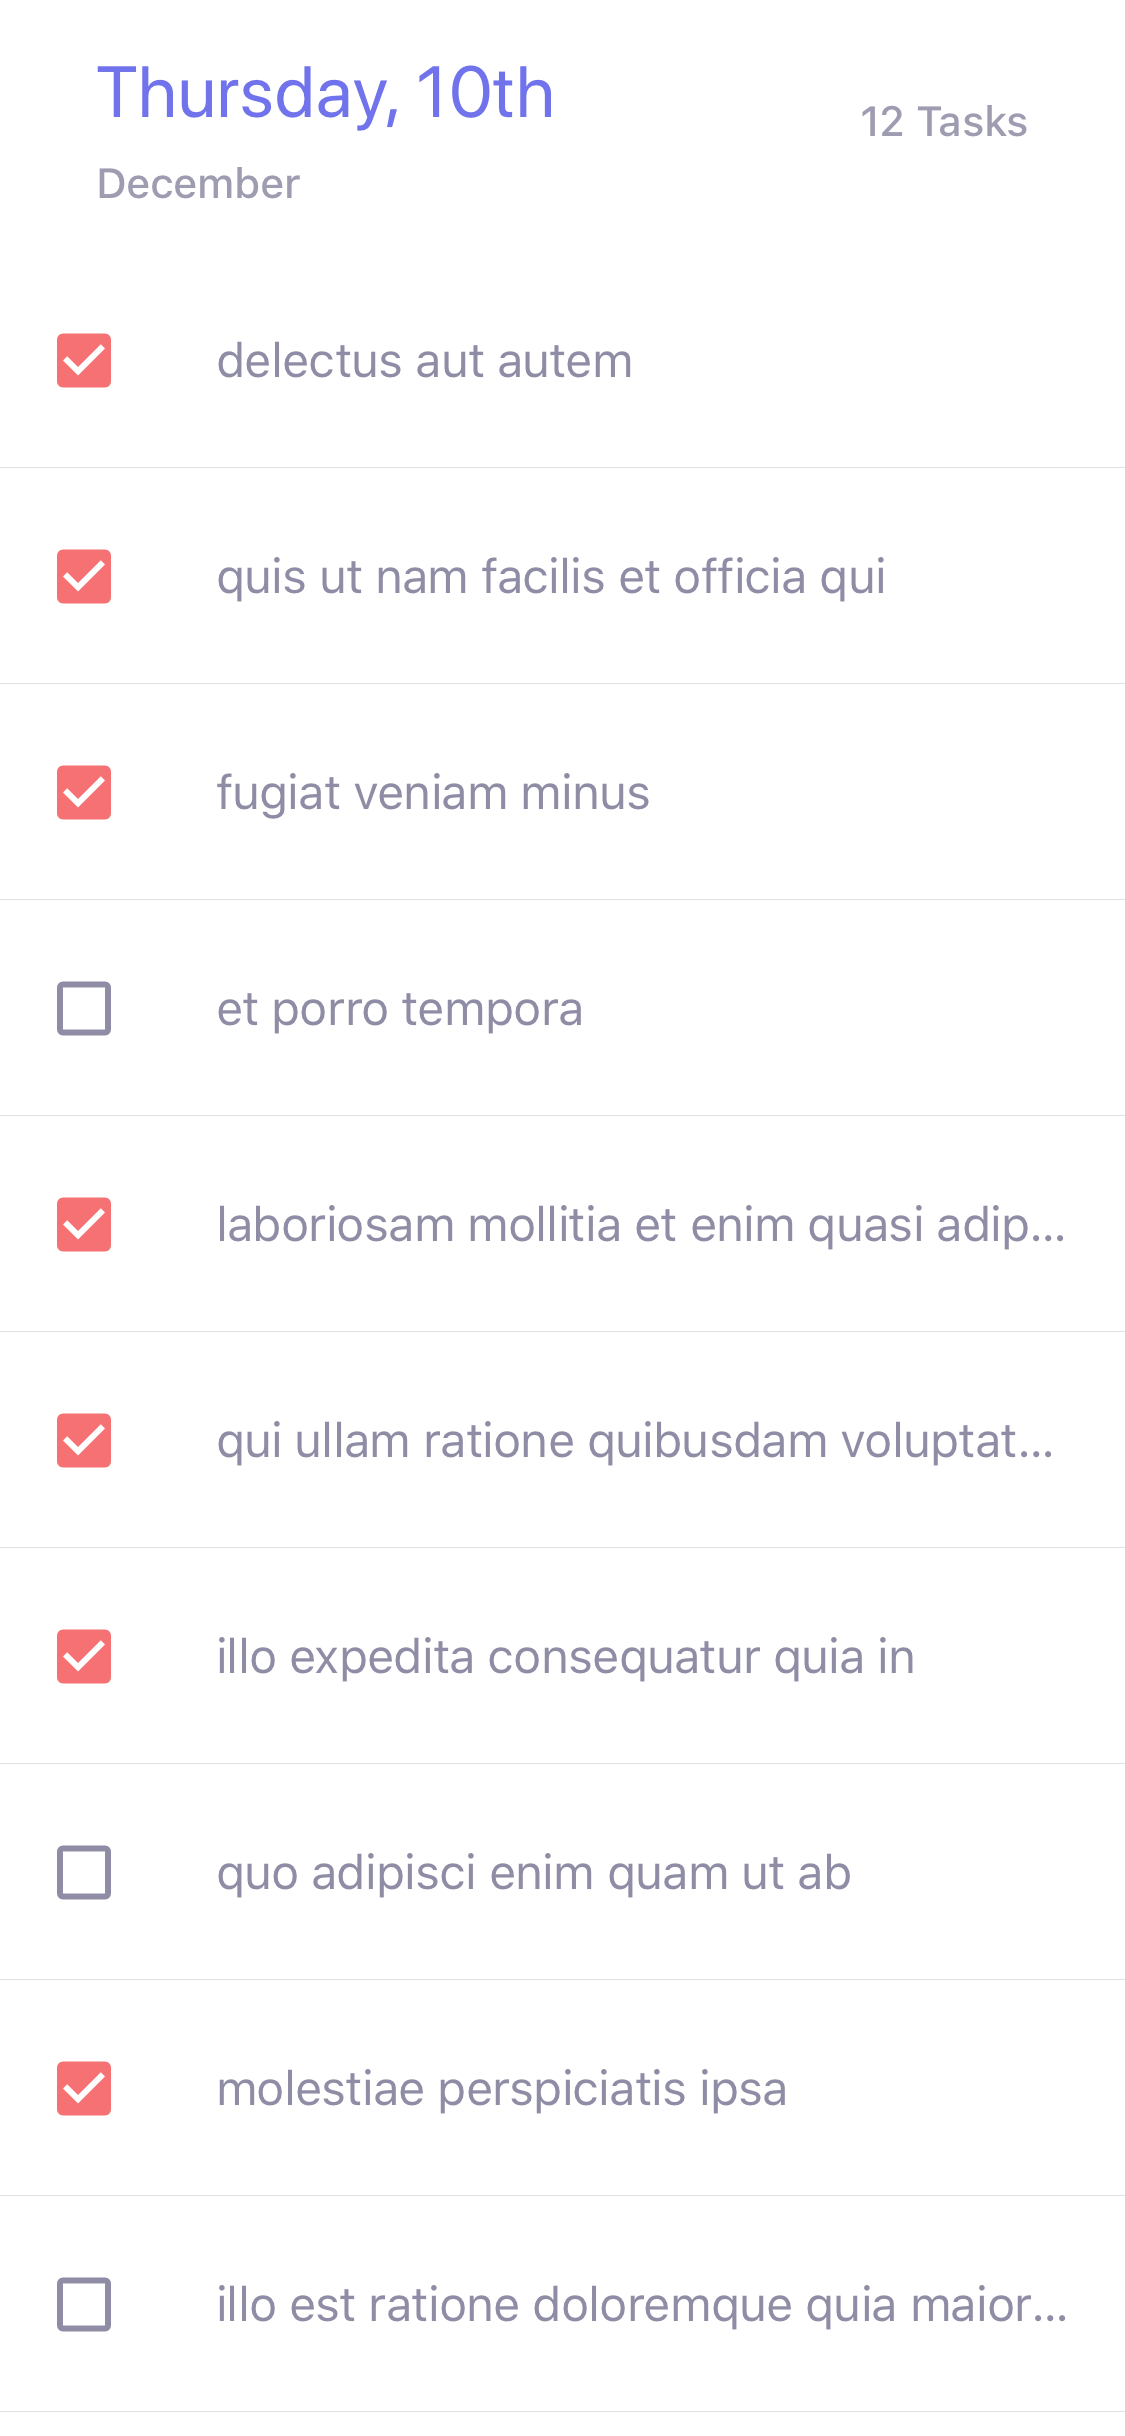 Thursday, 10th
12 Tasks
December
delectus aut autem
quis ut nam facilis et officia qui
fugiat veniam minus
et porro tempora
laboriosam mollitia et enim quasi adip...
qui ullam ratione quibusdam voluptat...
illo expedita consequatur quia in
quo adipisci enim quam ut ab
molestiae perspiciatis ipsa
illo est ratione doloremque quia maior...